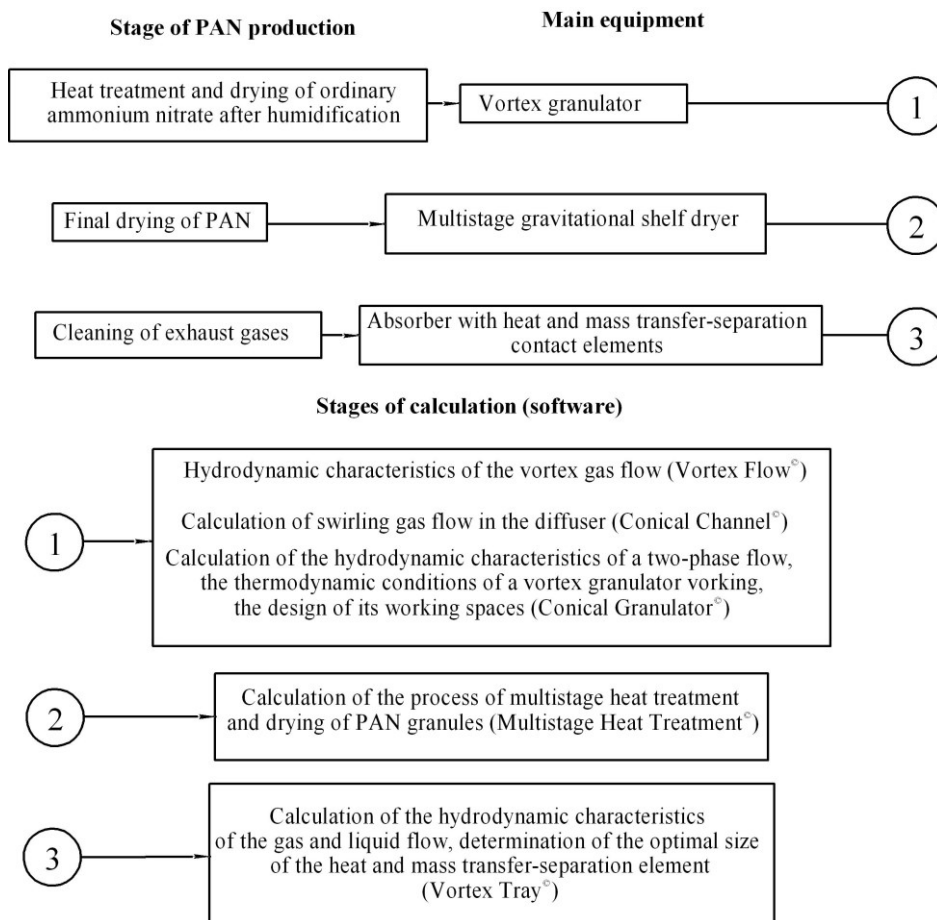 Stage of PAN production
Main equipment
Heat treatment and drying of ordinary
ammonium nitrate after humidification
Vortex granulator
1
Final drying of PAN
Multistage gravitational shelf dryer
2
Cleaning of exhaust gases
Absorber with heat and mass transfer-separation
contact elements
3
Stages of calculation (software)
1
Hydrodynamic characteristics of the vortex gas flow (Vortex Flow©)
Calculation of swirling gas flow in the diffuser (Conical Channel©)
Calculation of the hydrodynamic characteristics of a two-phase flow,
the thermodynamic conditions of a vortex granulator vorking,
the design of its working spaces (Conical Granulator©)
2
Calculation of the process of multistage heat treatment
and drying of PAN granules (Multistage Heat Treatment©)
3
Calculation of the hydrodynamic characteristics
of the gas and liquid flow, determination of the optimal size
of the heat and mass transfer-separation element
(Vortex Tray©)